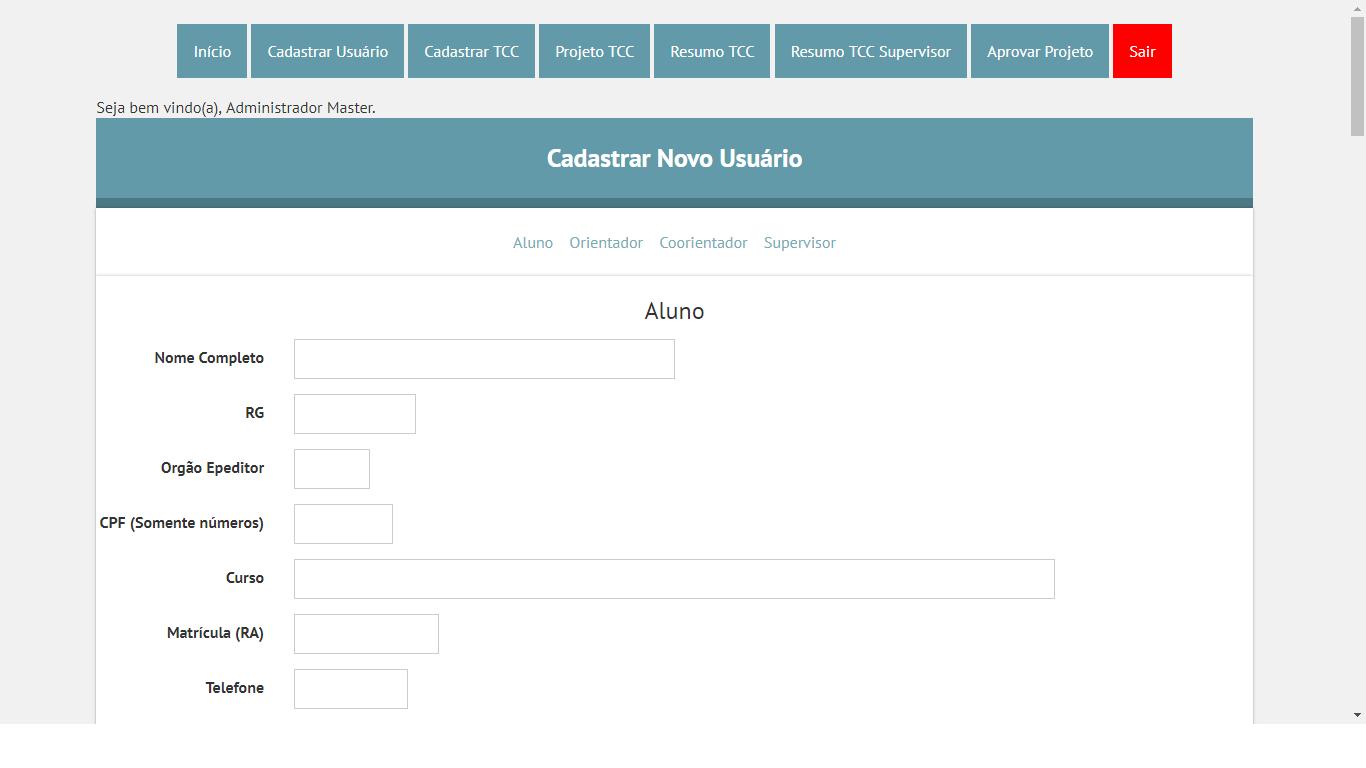 Início Cadastrar Usuário Cadastrar TCC Projeto TCC Resumo TCC Resumo TCC Supervisor Aprovar Projeto Sair
Seja bem vindo(a), Administrador Master.
Cadastrar Novo Usuário
Aluno Orientador Coorientador Supervisor
Aluno
Nome Completo
RG
Orgão Epeditor
CPF (Somente números)
Curso
Matrícula (RA)
Telefone